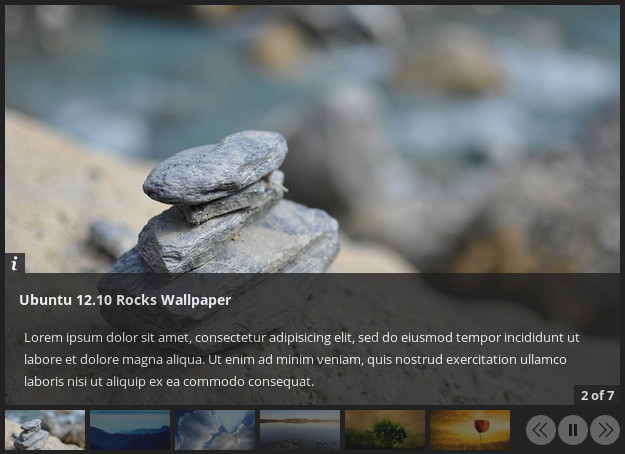 i
Ubuntu 12.10 Rocks Wallpaper
Lorem ipsum dolor sit amet, consectetur adipisicing elit, sed do eiusmod tempor incididunt ut
labore et dolore magna aliqua. Ut enim ad minim veniam, quis nostrud exercitation ullamco
laboris nisi ut aliquip ex ea commodo consequat.
2 of 7